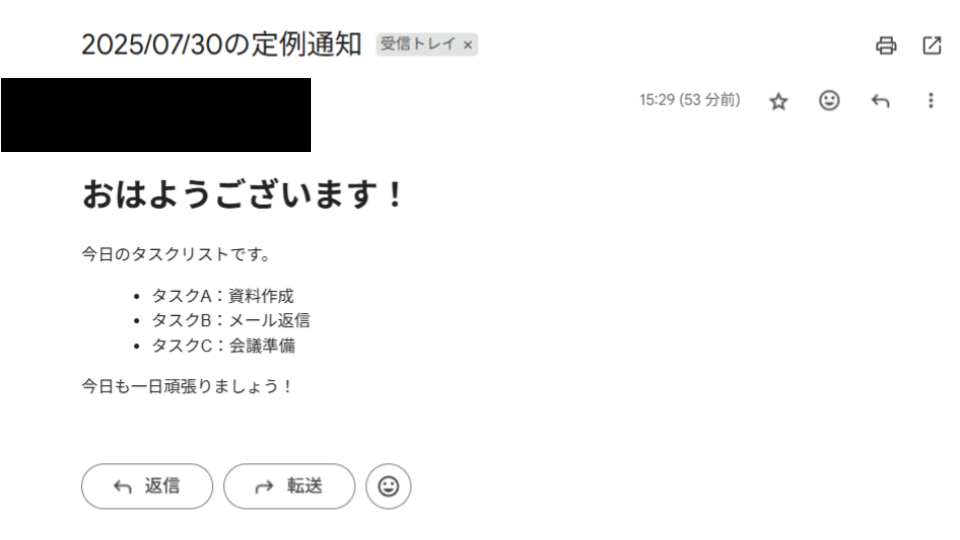 2025/07/30の定例通知 受信トレイ ×
15:29 (53 分前)
おはようございます！
今日のタスクリストです。
• タスクA：資料作成
• タスクB：メール返信
• タスクC：会議準備
今日も一日頑張りましょう！
返信 転送